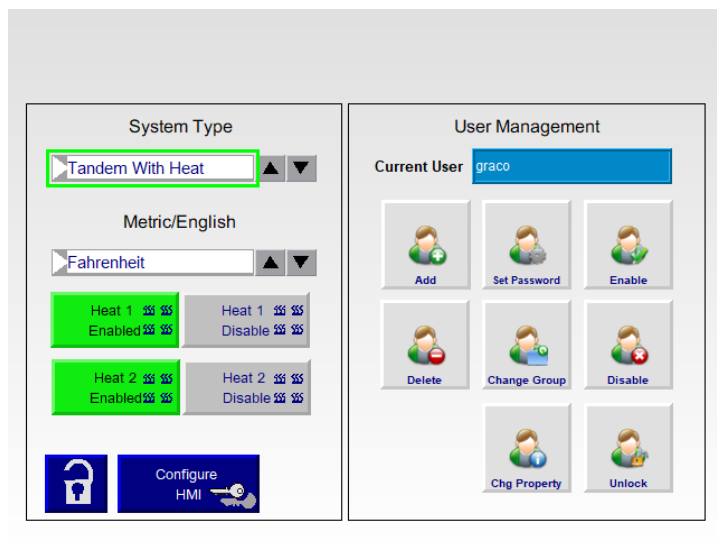 System Type
Tandem With Heat
Metric/English
Fahrenheit
Heat 1
Enabled
Heat 1
Disable
Heat 2
Enabled
Heat 2
Disable
Configure
HMI
User Management
Current User graco
Add
Set Password
Enable
Delete
Change Group
Disable
Chg Property
Unlock